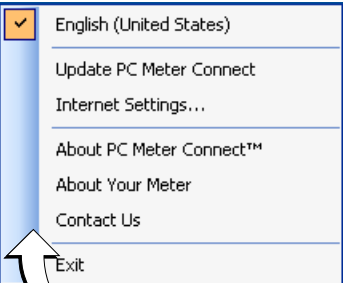 English (United States)
Update PC Meter Connect
Internet Settings...
About PC Meter Connect™
About Your Meter
Contact Us
Exit